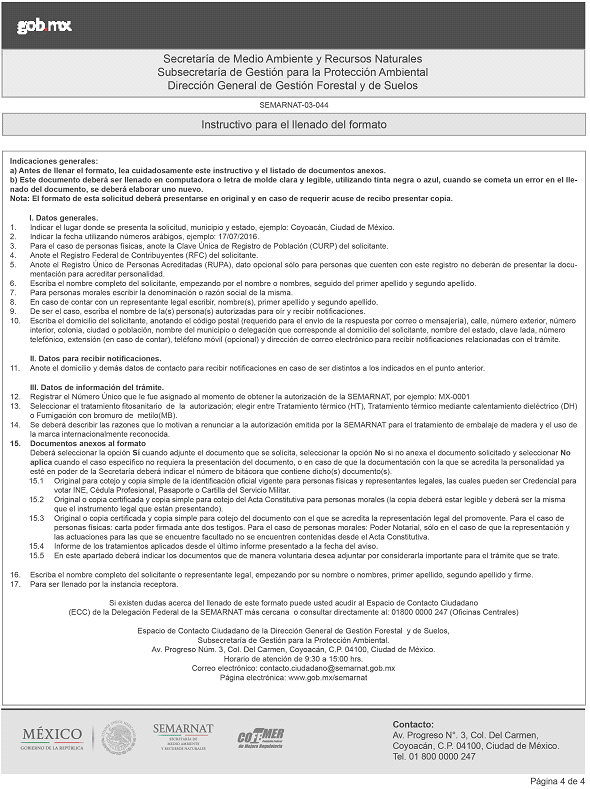 gob.mx
Secretaría de Medio Ambiente y Recursos Naturales
Subsecretaría de Gestión para la Protección Ambiental
Dirección General de Gestión Forestal y de Suelos
SEMARNAT-03-044
Instructivo para el llenado del formato
Indicaciones generales:
a) Antes de llenar el formato, lea cuidadosamente este instructivo y el listado de documentos anexos.
b) Este documento deberá ser llenado en computadora o letra de molde clara y legible, utilizando tinta negra o azul, cuando se cometa un error en el lle-
nado del documento, se deberá elaborar uno nuevo.
Nota: El formato de esta solicitud deberá presentarse en original y en caso de requerir acuse de recibo presentar copia.
I. Datos generales.
1. Indicar el lugar donde se presenta la solicitud, municipio y estado, ejemplo: Coyoacán, Ciudad de México.
2. Indicar la fecha utilizando números arábigos, ejemplo: 17/07/2016.
3. Para el caso de personas físicas, anote la Clave Única de Registro de Población (CURP) del solicitante.
4. Anote el Registro Federal de Contribuyentes (RFC) del solicitante.
5. Anote el Registro Único de Personas Acreditadas (RUPA), dato opcional sólo para personas que cuenten con este registro no deberán de presentar la docu-
mentación para acreditar personalidad.
6. Escriba el nombre completo del solicitante, empezando por el nombre o nombres, seguido del primer apellido y segundo apellido.
7. Para personas morales escribir la denominación o razón social de la misma.
8. En caso de contar con un representante legal escribir, nombre(s), primer apellido y segundo apellido.
9. De ser el caso, escriba el nombre de la(s) persona(s) autorizadas para oír y recibir notificaciones.
10. Escriba el domicilio del solicitante, anotando el código postal (requerido para el envío de la respuesta por correo o mensajería), calle, número exterior, número
interior, colonia, ciudad o población, nombre del municipio o delegación que corresponde al domicilio del solicitante, nombre del estado, clave lada, número
telefónico, extensión (en caso de contar), teléfono móvil (opcional) y dirección de correo electrónico para recibir notificaciones relacionadas con el trámite.
II. Datos para recibir notificaciones.
11. Anote el domicilio y demás datos de contacto para recibir notificaciones en caso de ser distintos a los indicados en el punto anterior.
III. Datos de información del trámite.
12. Registrar el Número Único que le fue asignado al momento de obtener la autorización de la SEMARNAT, por ejemplo: MX-0001
13. Seleccionar el tratamiento fitosanitario de la autorización; elegir entre Tratamiento térmico (HT), Tratamiento térmico mediante calentamiento dieléctrico (DH)
o Fumigación con bromuro de metilo(MB).
14. Se deberá describir las razones que lo motivan a renunciar a la autorización emitida por la SEMARNAT para el tratamiento de embalaje de madera y el uso de
la marca internacionalmente reconocida.
15. Documentos anexos al formato
Deberá seleccionar la opción Sí cuando adjunte el documento que se solicita, seleccionar la opción No si no anexa el documento solicitado y seleccionar No
aplica cuando el caso específico no requiera la presentación del documento, o en caso de que la documentación con la que se acredita la personalidad ya
esté en poder de la Secretaría deberá indicar el número de bitácora que contiene dicho(s) documento(s).
15.1 Original para cotejo y copia simple de la identificación oficial vigente para personas físicas y representantes legales, las cuales pueden ser Credencial para
votar INE, Cédula Profesional, Pasaporte o Cartilla del Servicio Militar.
15.2 Original o copia certificada y copia simple para cotejo del Acta Constitutiva para personas morales (la copia deberá estar legible y deberá ser la misma
que el instrumento legal que están presentando).
15.3 Original o copia certificada y copia simple para cotejo del documento con el que se acredita la representación legal del promovente. Para el caso de
personas físicas: carta poder firmada ante dos testigos. Para el caso de personas morales: Poder Notarial, sólo en el caso de que la representación y
las actuaciones para las que se encuentre facultado no se encuentren contenidas desde el Acta Constitutiva.
15.4 Informe de los tratamientos aplicados desde el último informe presentado a la fecha del aviso.
15.5 En este apartado deberá indicar los documentos que de manera voluntaria desea adjuntar por considerarla importante para el trámite que se trate.
16. Escriba el nombre completo del solicitante o representante legal, empezando por su nombre o nombres, primer apellido, segundo apellido y firme.
17. Para ser llenado por la instancia receptora.
Si existen dudas acerca del llenado de este formato puede usted acudir al Espacio de Contacto Ciudadano
(ECC) de la Delegación Federal de la SEMARNAT más cercana o consultar directamente al: 01800 0000 247 (Oficinas Centrales)
Espacio de Contacto Ciudadano de la Dirección General de Gestión Forestal y de Suelos,
Subsecretaría de Gestión para la Protección Ambiental.
Av. Progreso Núm. 3, Col. Del Carmen, Coyoacán, C.P. 04100, Ciudad de México.
Horario de atención de 9:30 a 15:00 hrs.
Correo electrónico: contacto.ciudadano@semarnat.gob.mx
Página electrónica: www.gob.mx/semarnat
MÉXICO
GOBIERNO DE LA REPÚBLICA
SEMARNAT
SECRETARÍA DE
MEDIO AMBIENTE
Y RECURSOS NATURALES
COFEMER
de Mejora Regulatoria
Contacto:
Av. Progreso N°. 3, Col. Del Carmen,
Coyoacán, C.P. 04100, Ciudad de México.
Tel. 01 800 0000 247
Página 4 de 4